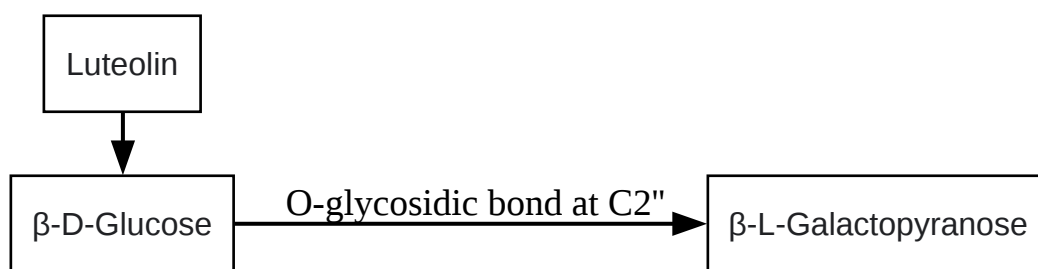 Luteolin
β-D-Glucose
O-glycosidic bond at C2"
β-L-Galactopyranose